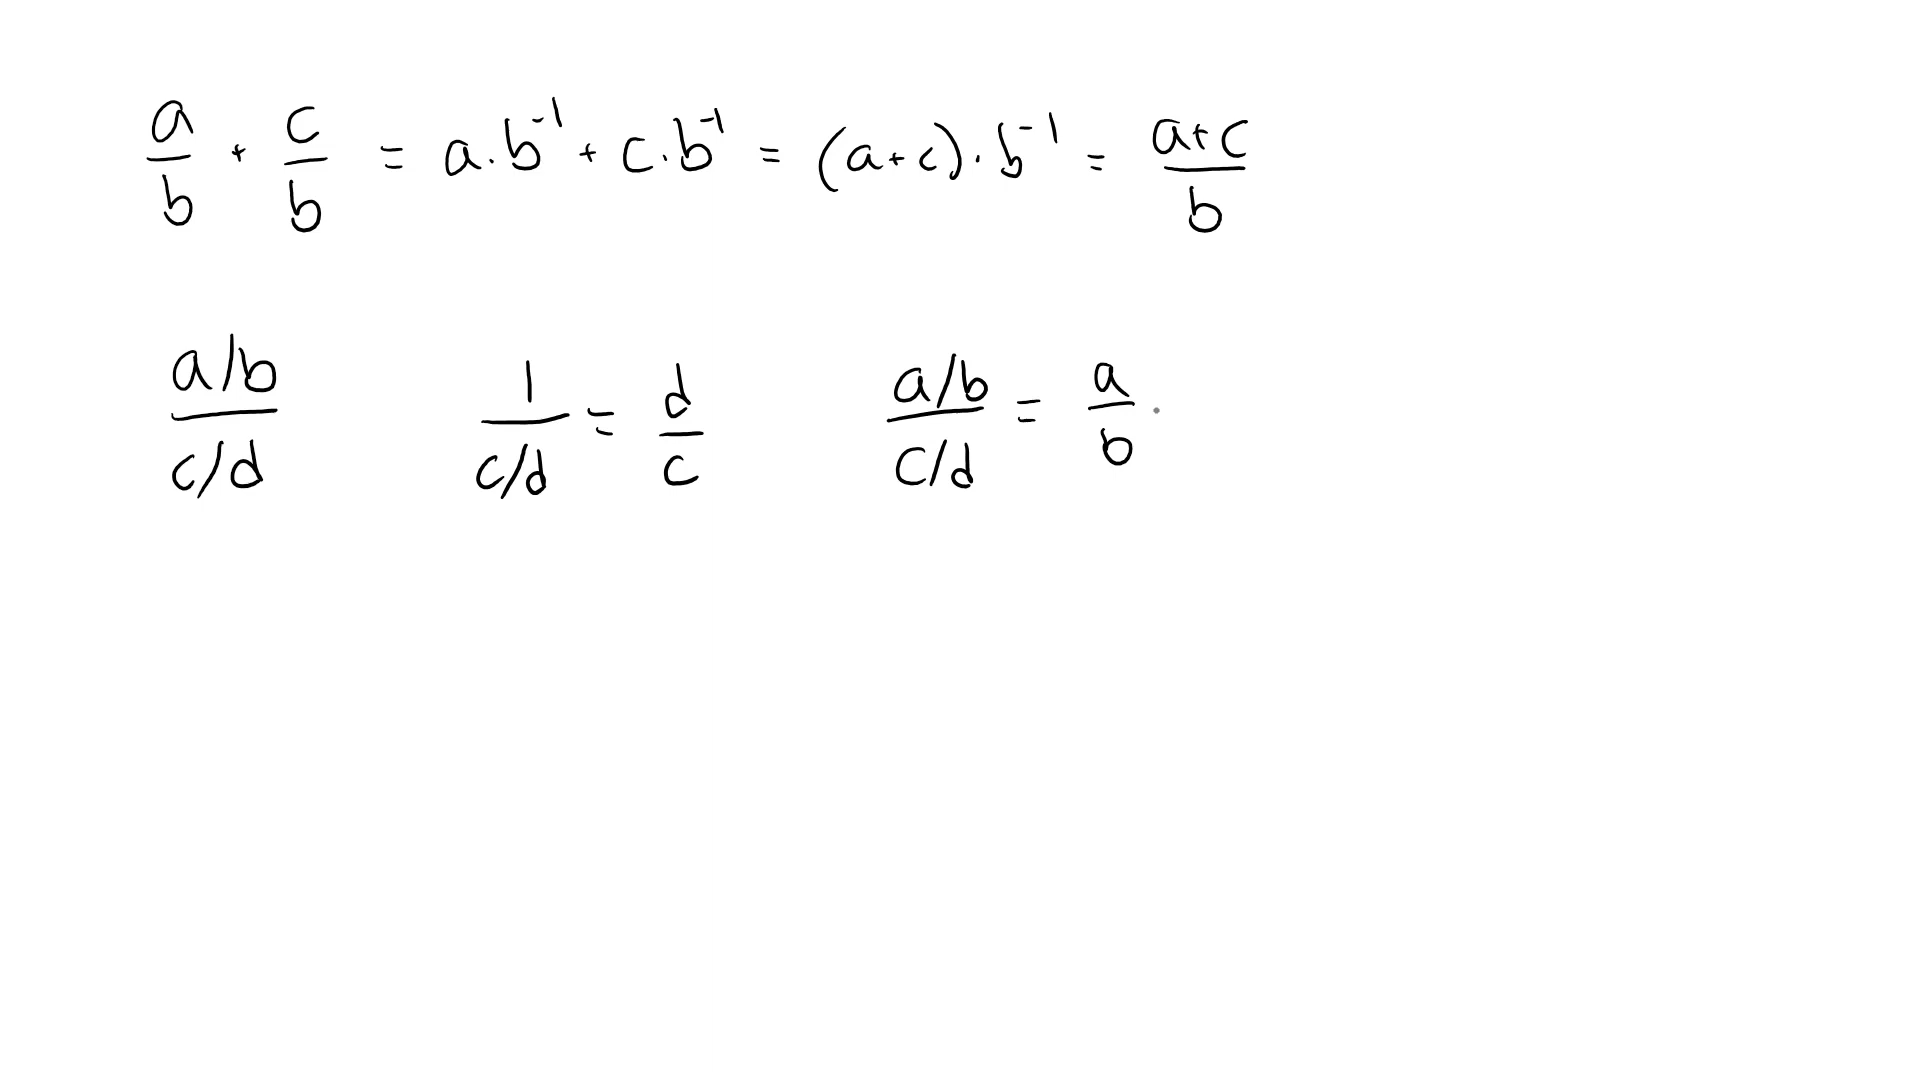 a/b + c/b = a·b⁻¹ + c·b⁻¹ = (a+c)·b⁻¹ = a+c/b
a/b / c/d    1 / c/d = d/c    a/b / c/d = a/b ·